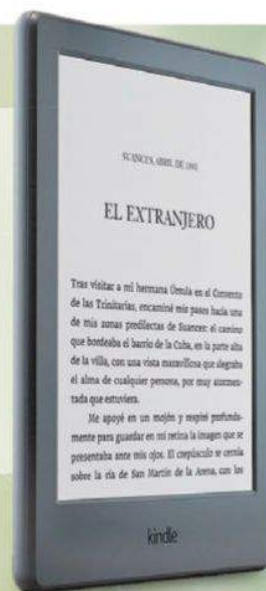 SUANCES, ABRIL DE
EL EXTRANJERO
Tras visitar a mi hermana Úrsula en el Convento
de las Trinitarias, encaminé mis pasos hacia una
de mis zonas predilectas de Suances: el camino
que bordeaba el barrio de la Cuba, en la parte alta
de la villa, con una vista maravillosa que alegraba
el alma de cualquier persona, por muy atormen-
tada que estuviera.
Me apoyé en un mojón y respiré profunda-
mente para guardar en mi retina la imagen que se
presentaba ante mis ojos. El crepúsculo se cernía
sobre la ría de San Martín de la Arena, con los
kindle